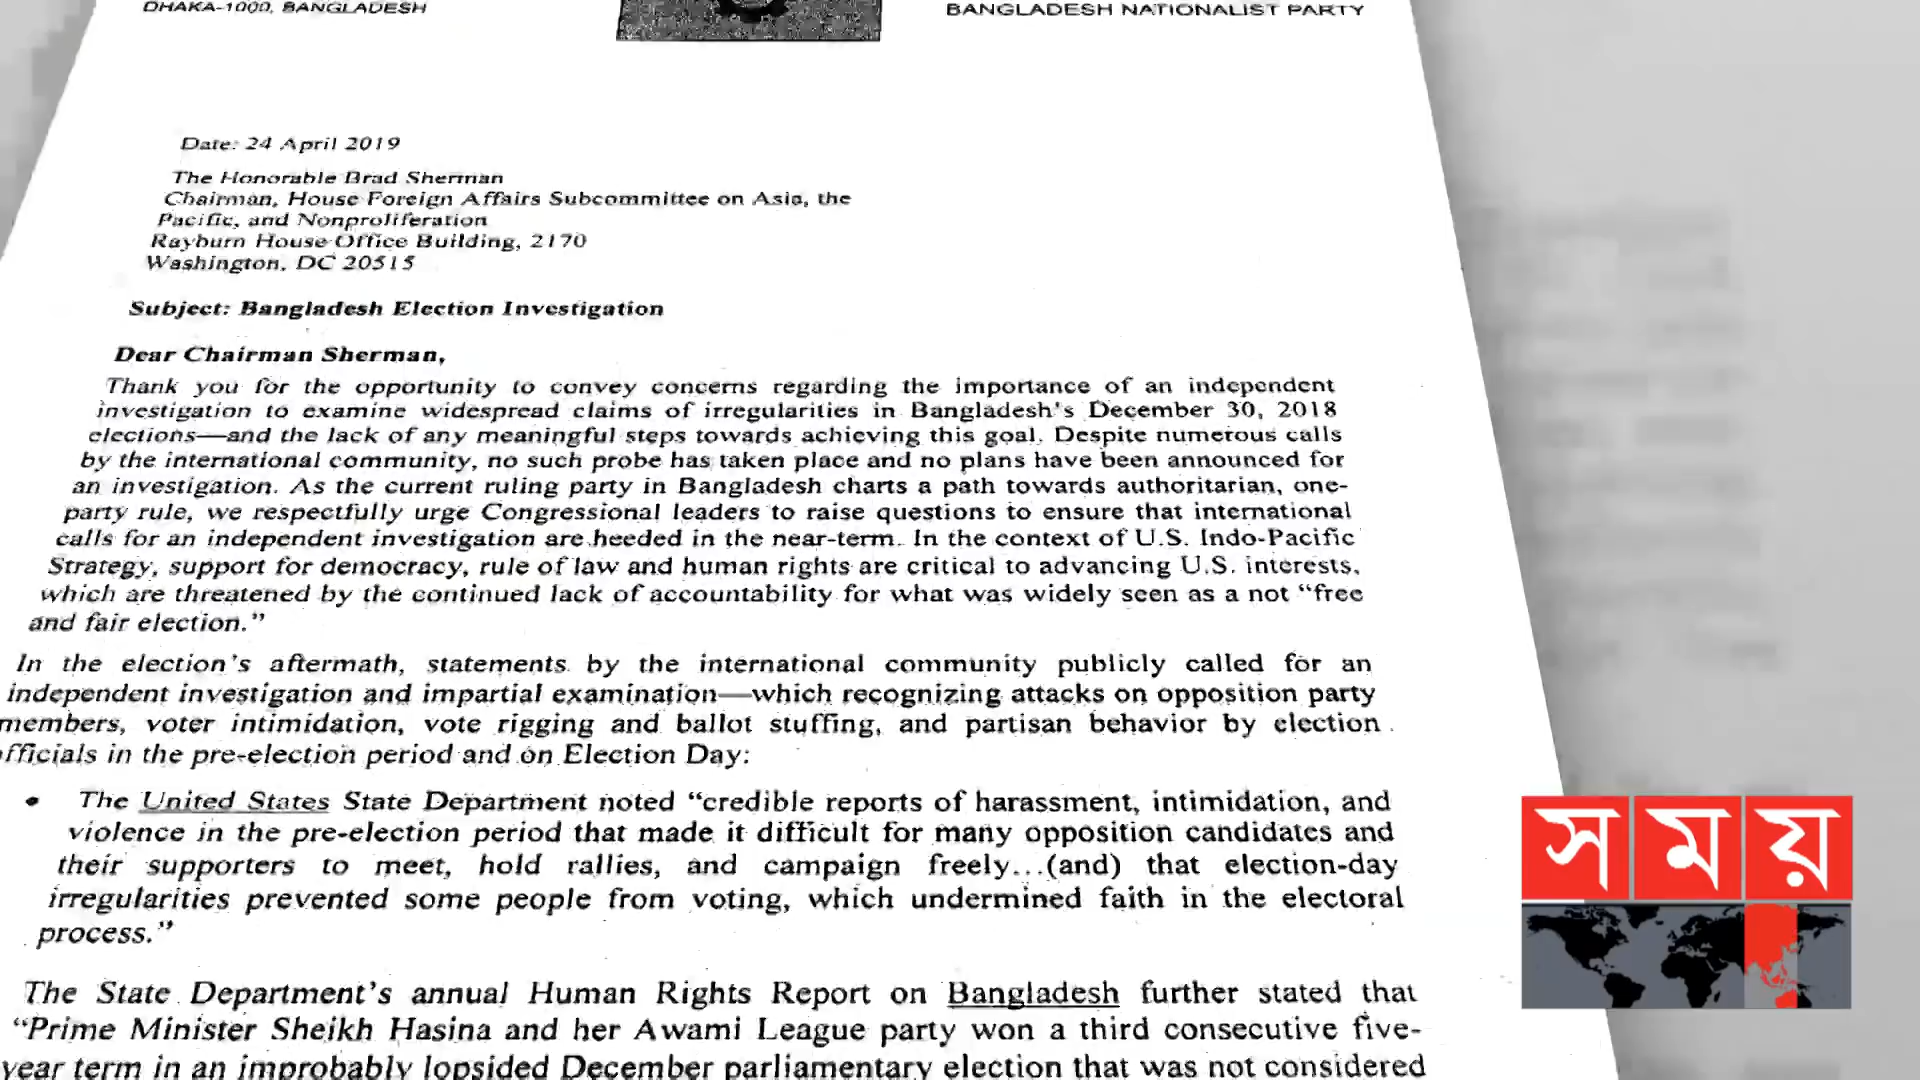 DHAKA-1000, BANGLADESH
BANGLADESH NATIONALIST PARTY
Date: 24 April 2019
The Honorable Brad Sherman
Chairman, House Foreign Affairs Subcommittee on Asia, the
Pacific, and Nonproliferation
Rayburn House Office Building, 2170
Washington, DC 20515
Subject: Bangladesh Election Investigation
Dear Chairman Sherman,
Thank you for the opportunity to convey concerns regarding the importance of an independent
investigation to examine widespread claims of irregularities in Bangladesh's December 30, 2018
elections—and the lack of any meaningful steps towards achieving this goal. Despite numerous calls
by the international community, no such probe has taken place and no plans have been announced for
an investigation. As the current ruling party in Bangladesh charts a path towards authoritarian, one-
party rule, we respectfully urge Congressional leaders to raise questions to ensure that international
calls for an independent investigation are heeded in the near-term. In the context of U.S. Indo-Pacific
Strategy, support for democracy, rule of law and human rights are critical to advancing U.S. interests,
which are threatened by the continued lack of accountability for what was widely seen as a not “free
and fair election.”
In the election's aftermath, statements by the international community publicly called for an
independent investigation and impartial examination—which recognizing attacks on opposition party
members, voter intimidation, vote rigging and ballot stuffing, and partisan behavior by election
fficials in the pre-election period and on Election Day:
• The United States State Department noted “credible reports of harassment, intimidation, and
violence in the pre-election period that made it difficult for many opposition candidates and
their supporters to meet, hold rallies, and campaign freely...(and) that election-day
irregularities prevented some people from voting, which undermined faith in the electoral
process.”
The State Department's annual Human Rights Report on Bangladesh further stated that
“Prime Minister Sheikh Hasina and her Awami League party won a third consecutive five-
year term in an improbably lopsided December parliamentary election that was not considered
সময়